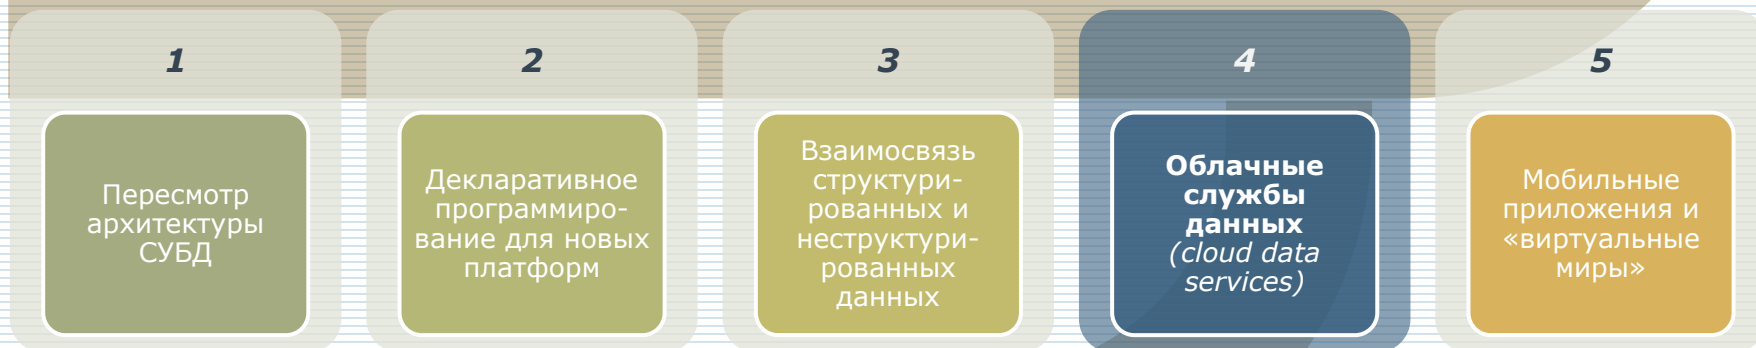 1
Пересмотр
архитектуры
СУБД
2
Декларативное
программиро-
вание для новых
платформ
3
Взаимосвязь
структури-
рованных и
неструктури-
рованных
данных
4
Облачные
службы
данных
(cloud data
services)
5
Мобильные
приложения и
«виртуальные
миры»